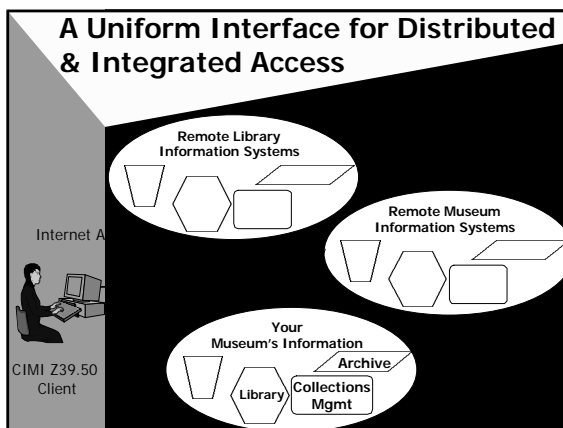 A Uniform Interface for Distributed
& Integrated Access
Remote Library
Information Systems
Remote Museum
Information Systems
Internet A
Your
Museum's Information
Archive
Library
Collections
Mgmt
CIMI Z39.50
Client